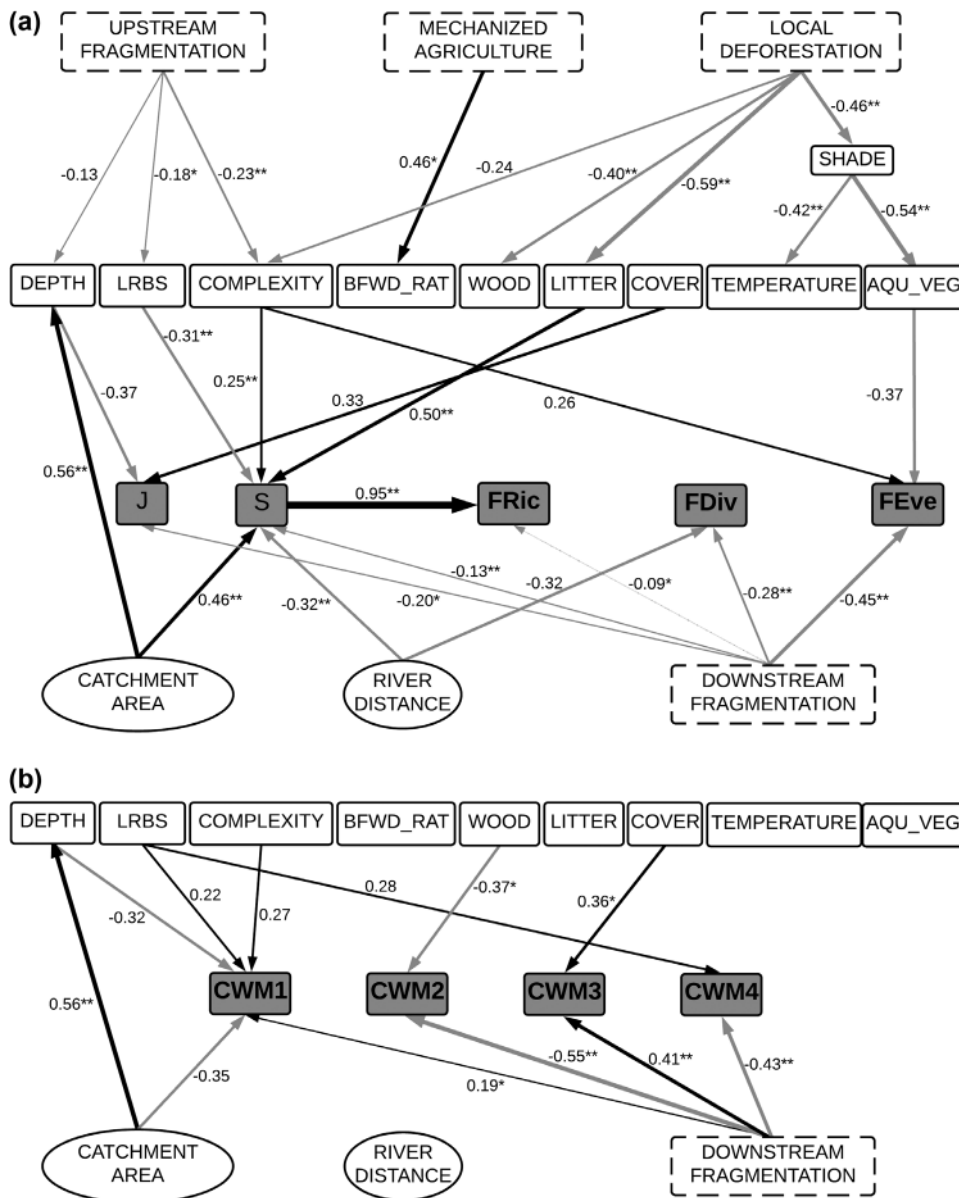 (a)
UPSTREAM
FRAGMENTATION
MECHANIZED
AGRICULTURE
LOCAL
DEFORESTATION
-0.46**
SHADE
-0.13
-0.18*
-0.23**
0.46*
-0.24
-0.40**
-0.59**
-0.42**
-0.54**
DEPTH
LRBS
COMPLEXITY
BFWD_RAT
WOOD
LITTER
COVER
TEMPERATURE
AQU_VEG
-0.31**
-0.37
0.25**
0.33
0.50**
0.26
-0.37
0.56**
J
S
0.95**
FRic
FDiv
FEve
0.46**
-0.32**
-0.20*
-0.13**
-0.32
-0.09*
-0.28**
-0.45**
CATCHMENT
AREA
RIVER
DISTANCE
DOWNSTREAM
FRAGMENTATION
(b)
DEPTH
LRBS
COMPLEXITY
BFWD_RAT
WOOD
LITTER
COVER
TEMPERATURE
AQU_VEG
-0.32
0.22
0.27
0.28
-0.37*
0.36*
0.56**
CWM1
CWM2
CWM3
CWM4
-0.35
0.19*
-0.55**
0.41**
-0.43**
CATCHMENT
AREA
RIVER
DISTANCE
DOWNSTREAM
FRAGMENTATION